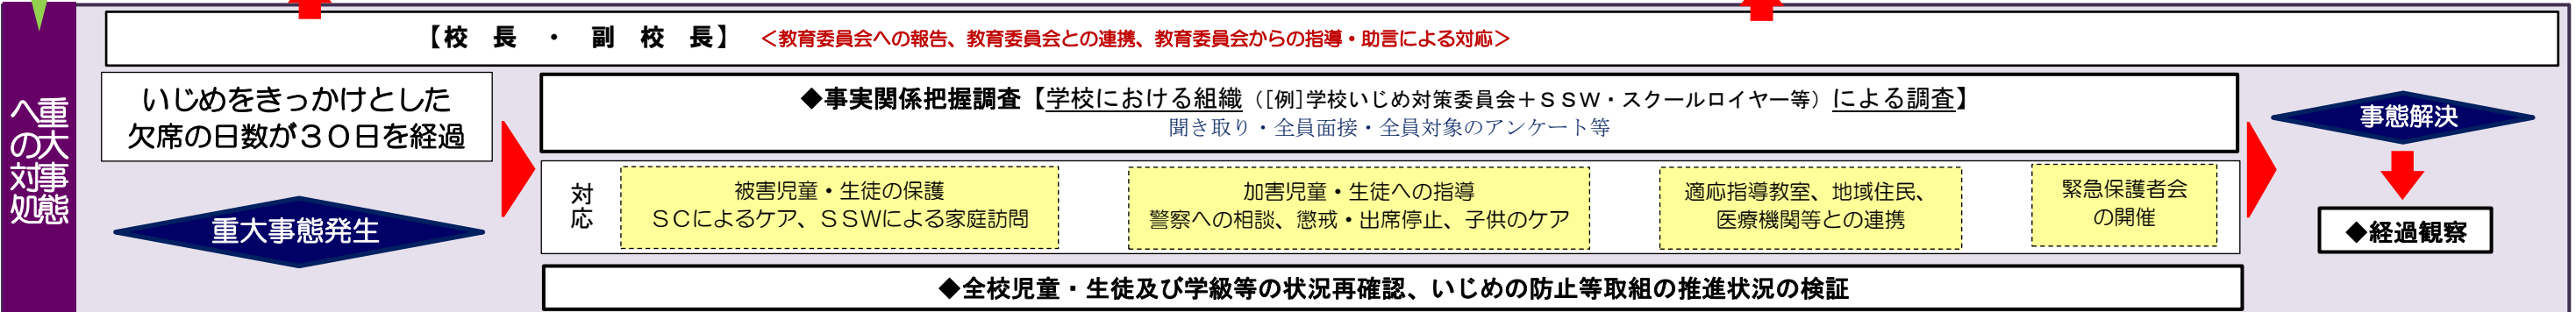 重大事態
への対処
【校　長　・　副　校　長】　＜教育委員会への報告、教育委員会との連携、教育委員会からの指導・助言による対応＞
いじめをきっかけとした
欠席の日数が３０日を経過
重大事態発生
◆事実関係把握調査【学校における組織（[例]学校いじめ対策委員会＋ＳＳＷ・スクールロイヤー等）による調査】
聞き取り・全員面接・全員対象のアンケート等
対応
被害児童・生徒の保護
ＳＣによるケア、ＳＳＷによる家庭訪問
加害児童・生徒への指導
警察への相談、懲戒・出席停止、子供のケア
適応指導教室、地域住民、
医療機関等との連携
緊急保護者会
の開催
◆全校児童・生徒及び学級等の状況再確認、いじめの防止等取組の推進状況の検証
事態解決
◆経過観察